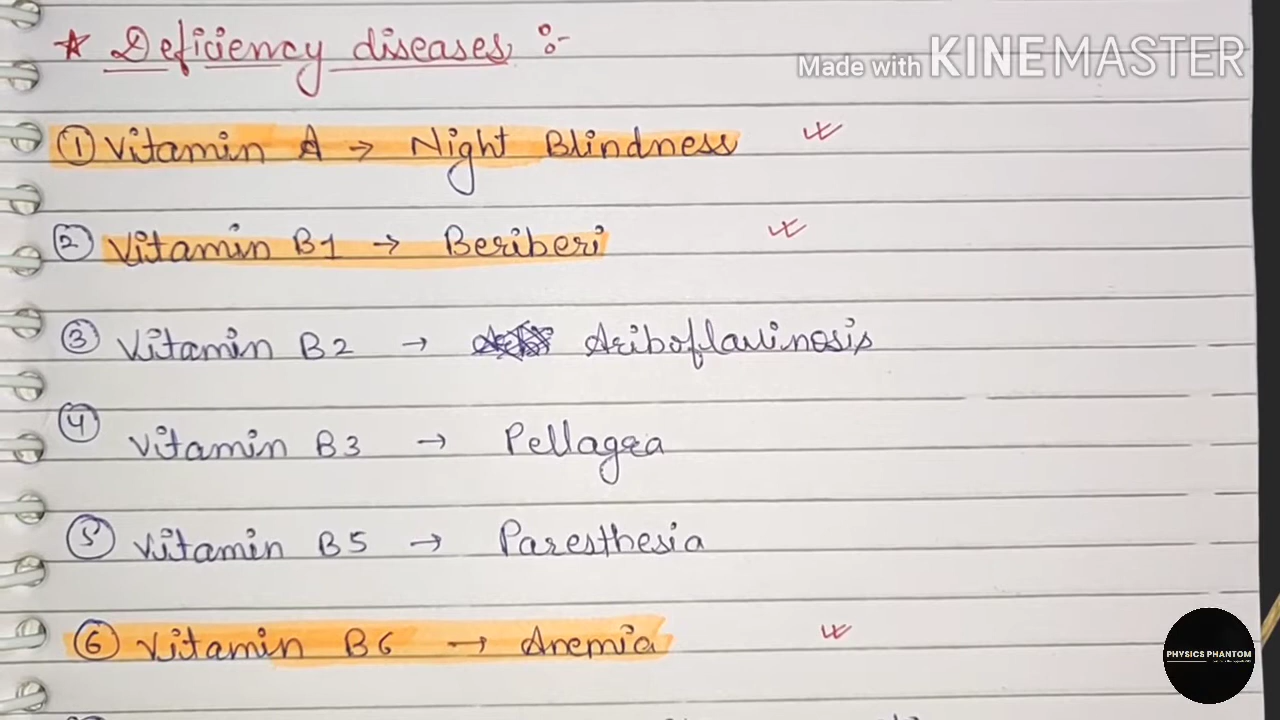 ★ Deficiency diseases :-
Made with KINEMASTER
① Vitamin A → Night Blindness
② Vitamin B1 → Beriberi
③ Vitamin B2 → Ariboflavinosis
④ Vitamin B3 → Pellagra
⑤ Vitamin B5 → Paresthesia
⑥ Vitamin B6 → Anemia
PHYSICS PHANTOM